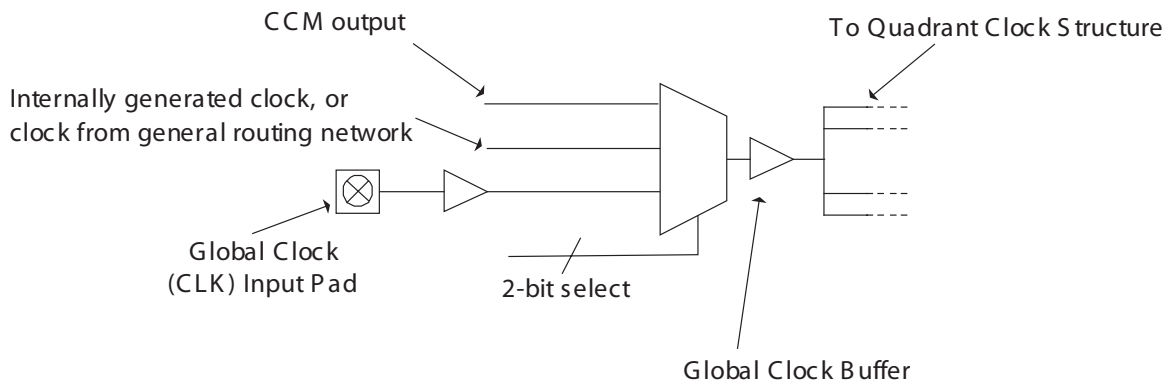 CCM output
To Quadrant Clock Structure
Internally generated clock, or
clock from general routing network
Global Clock
(CLK) Input Pad
2-bit select
Global Clock Buffer